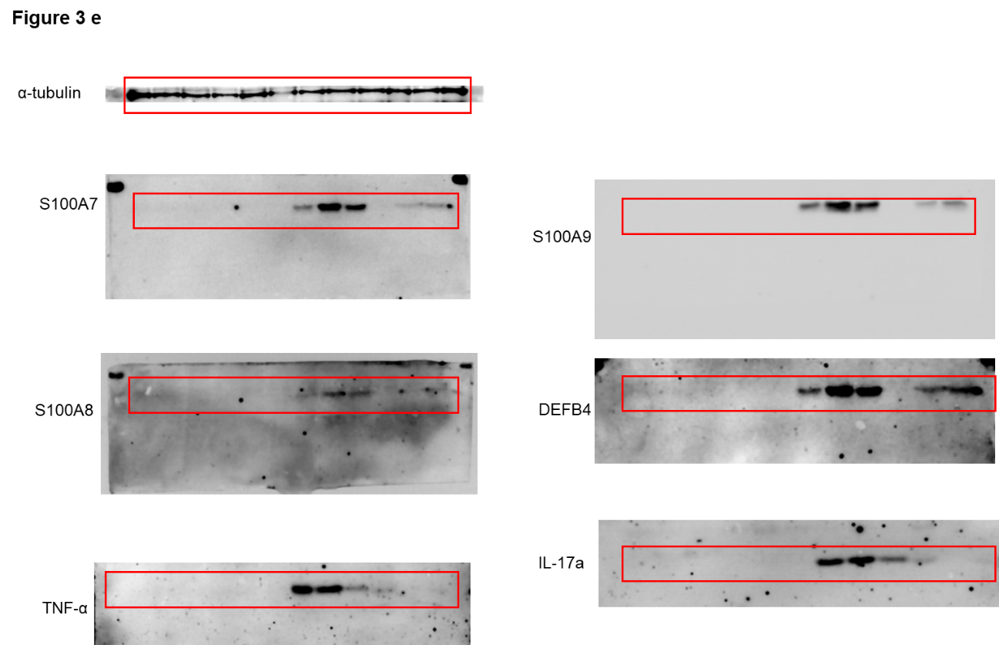 Figure 3 e
α-tubulin
S100A7
S100A9
S100A8
DEFB4
IL-17a
TNF-α